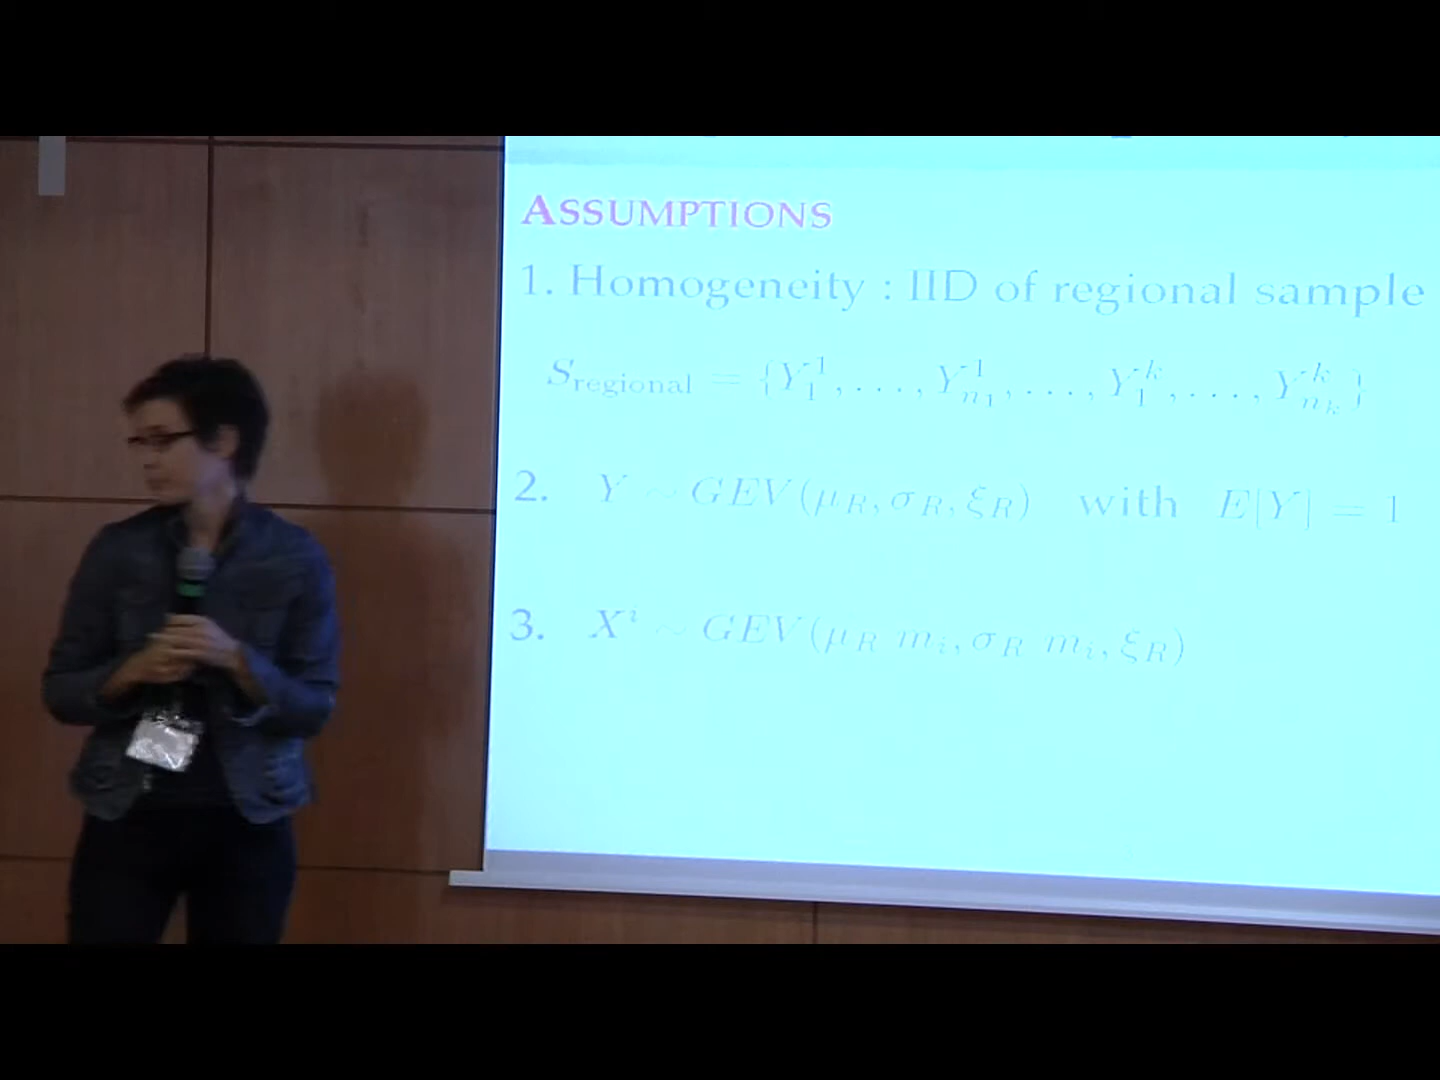 ASSUMPTIONS
1. Homogeneity : IID of regional sample
S_regional = {Y_1^1, ..., Y_{n_1}^1, ..., Y_1^k, ..., Y_{n_k}^k}
2. Y ~ GEV(μ_R, σ_R, ξ_R) with E[Y] = 1
3. X^i ~ GEV(μ_R m_i, σ_R m_i, ξ_R)